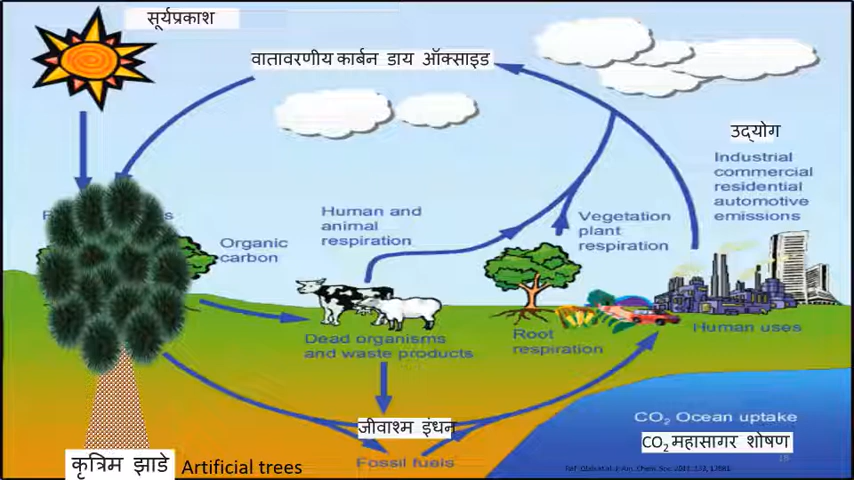 सूर्यप्रकाश
वातावरणीय कार्बन डाय ऑक्साइड
उद्योग
Industrial
commercial
residential
automotive
emissions
Human and
animal
respiration
Vegetation
plant
respiration
Organic
carbon
Dead organisms
and waste products
Root
respiration
Human uses
जीवाश्म इंधन
Fossil fuels
CO₂ Ocean uptake
CO₂ महासागर शोषण
कृत्रिम झाडे Artificial trees